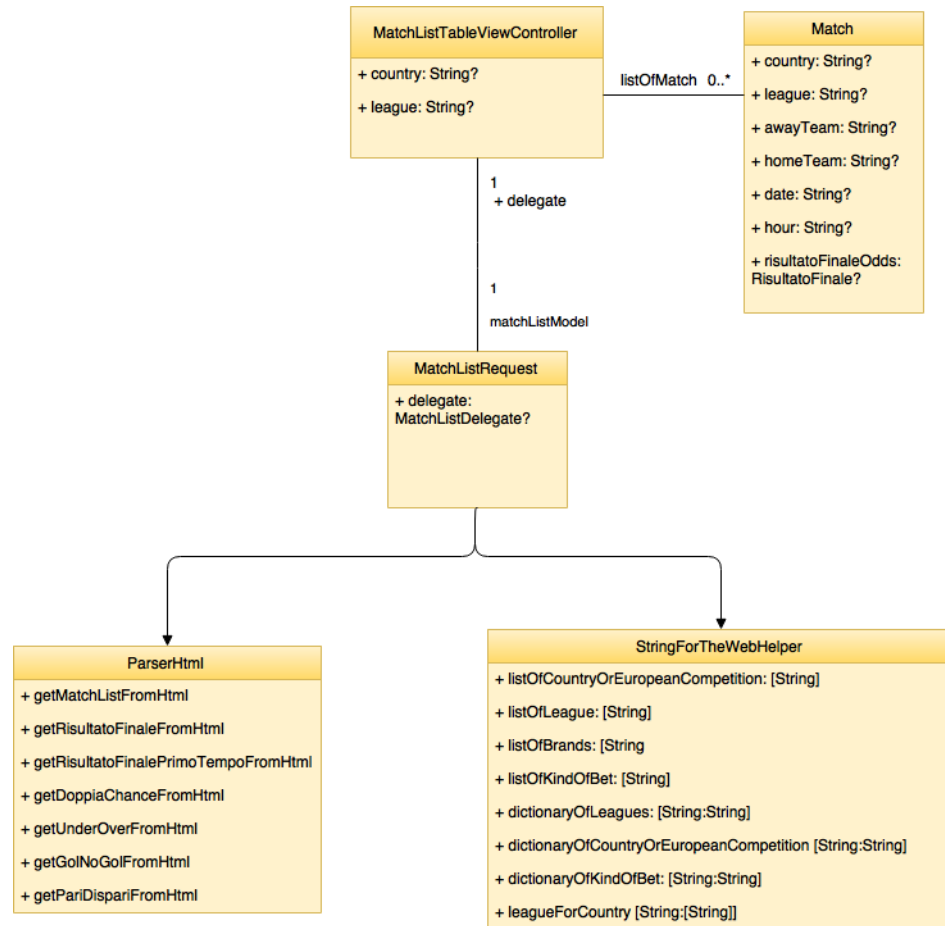 MatchListTableViewController
+ country: String?
+ league: String?
listOfMatch 0..*
Match
+ country: String?
+ league: String?
+ awayTeam: String?
+ homeTeam: String?
+ date: String?
+ hour: String?
+ risultatoFinaleOdds:
RisultatoFinale?
1
+ delegate
1
matchListModel
MatchListRequest
+ delegate:
MatchListDelegate?
ParserHtml
+ getMatchListFromHtml
+ getRisultatoFinaleFromHtml
+ getRisultatoFinalePrimoTempoFromHtml
+ getDoppiaChanceFromHtml
+ getUnderOverFromHtml
+ getGolNoGolFromHtml
+ getPariDispariFromHtml
StringForTheWebHelper
+ listOfCountryOrEuropeanCompetition: [String]
+ listOfLeague: [String]
+ listOfBrands: [String
+ listOfKindOfBet: [String]
+ dictionaryOfLeagues: [String:String]
+ dictionaryOfCountryOrEuropeanCompetition [String:String]
+ dictionaryOfKindOfBet: [String:String]
+ leagueForCountry [String:[String]]